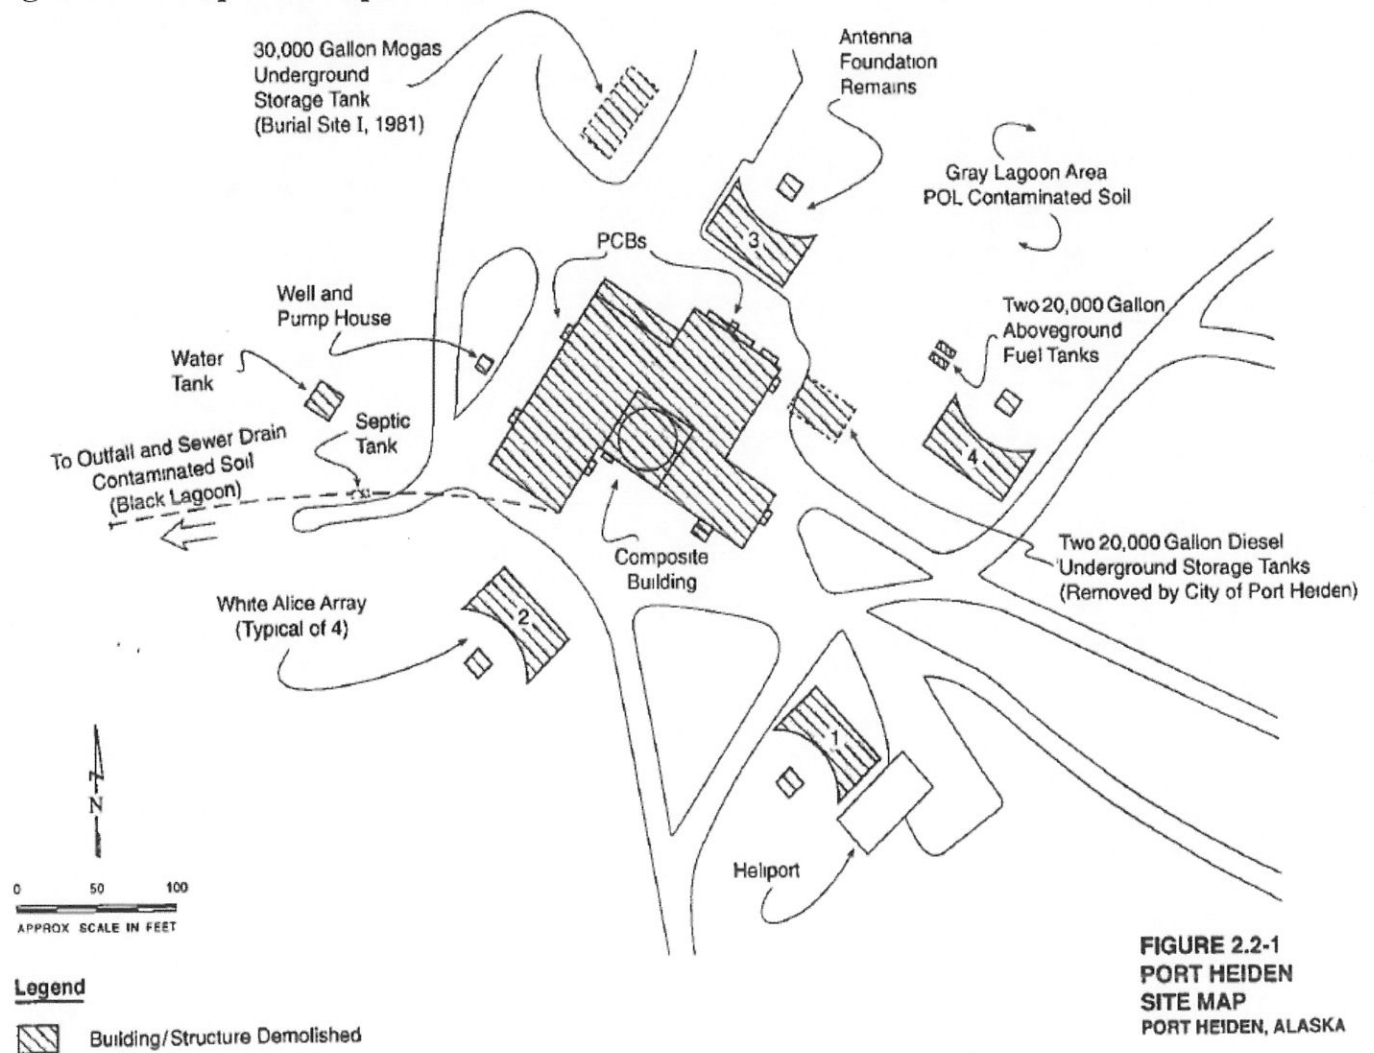 30,000 Gallon Mogas
Underground
Storage Tank
(Burial Site I, 1981)
Antenna
Foundation
Remains
Gray Lagoon Area
POL Contaminated Soil
3
PCBs
Well and
Pump House
Two 20,000 Gallon
Aboveground
Fuel Tanks
Water
Tank
Septic
Tank
To Outfall and Sewer Drain
Contaminated Soil
(Black Lagoon)
4
Composite
Building
Two 20,000 Gallon Diesel
Underground Storage Tanks
(Removed by City of Port Heiden)
White Alice Array
(Typical of 4)
2
1
N
Heliport
0 50 100
APPROX SCALE IN FEET
FIGURE 2.2-1
PORT HEIDEN
SITE MAP
PORT HEIDEN, ALASKA
Legend
Building/Structure Demolished